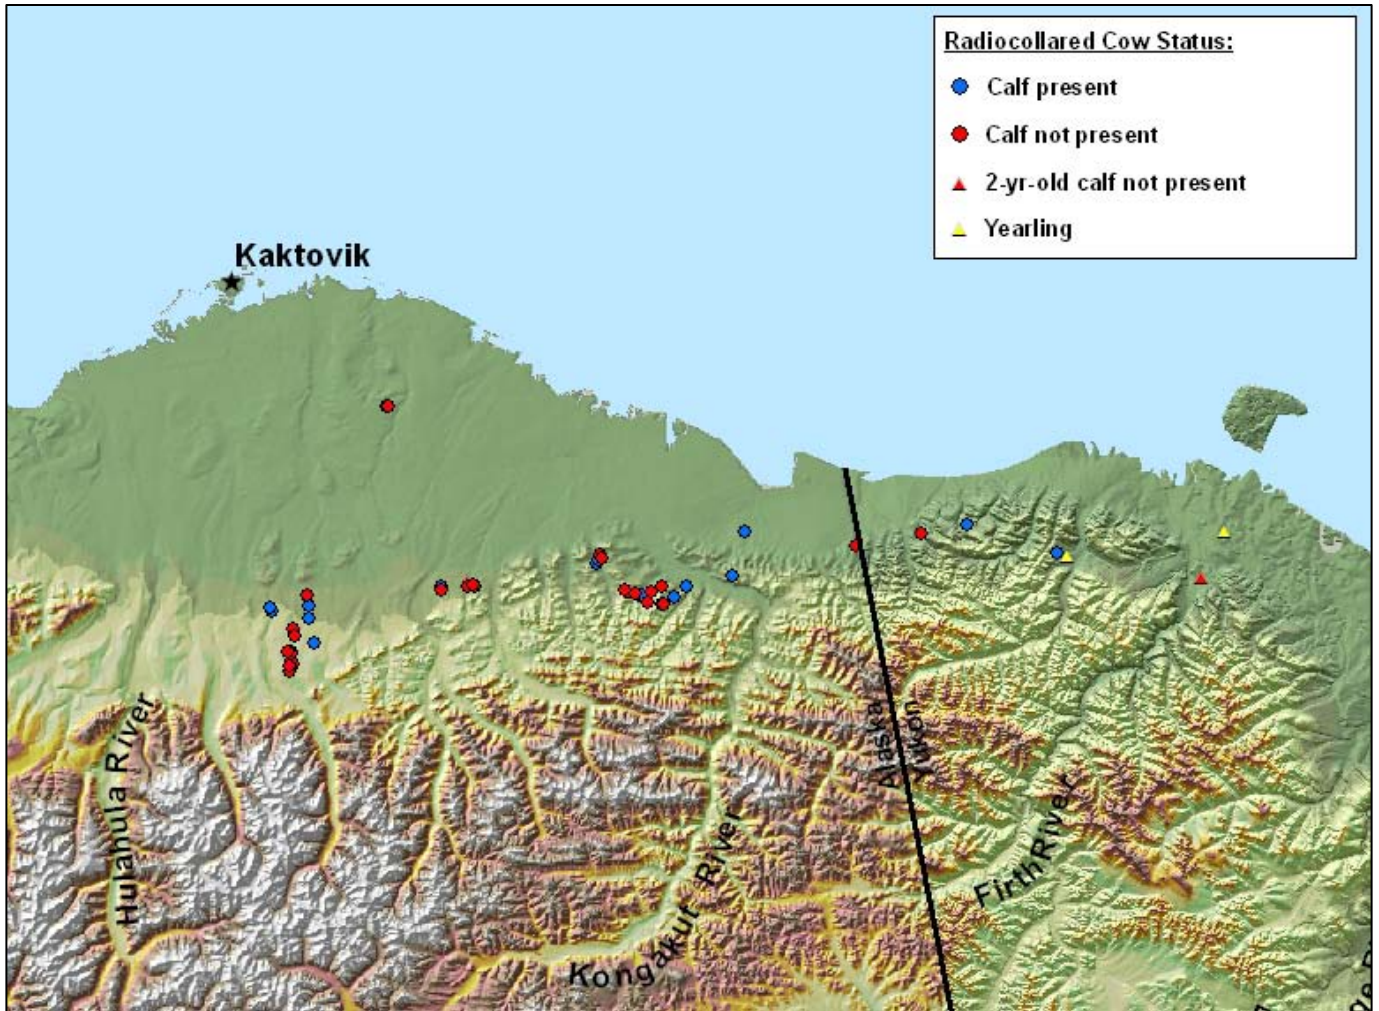 Radiocollared Cow Status:
Calf present
Calf not present
2-yr-old calf not present
Yearling
Kaktovik
Hulahula River
Kongakut River
Alaska
Yukon
Firth River